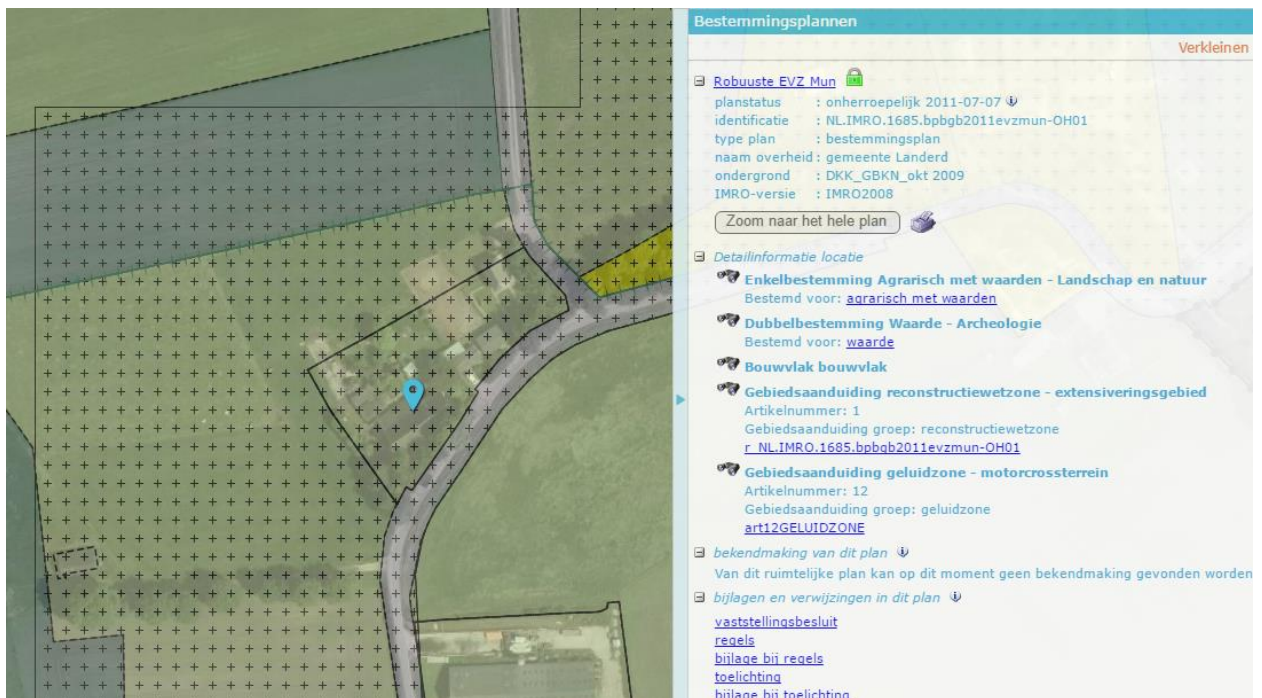 Bestemmingsplannen
Verkleinen
Robuuste EVZ Mun
planstatus : onherroepelijk 2011-07-07
identificatie : NL.IMRO.1685.bpbgb2011evzmun-OH01
type plan : bestemmingsplan
naam overheid : gemeente Landerd
ondergrond : DKK_GBKN_okt 2009
IMRO-versie : IMRO2008
Zoom naar het hele plan
Detailinformatie locatie
Enkelbestemming Agrarisch met waarden - Landschap en natuur
Bestemd voor: agrarisch met waarden
Dubbelbestemming Waarde - Archeologie
Bestemd voor: waarde
Bouwvlak bouwvlak
Gebiedsaanduiding reconstructiewetzone - extensiveringsgebied
Artikelnummer: 1
Gebiedsaanduiding groep: reconstructiewetzone
r_NL.IMRO.1685.bpbgb2011evzmun-OH01
Gebiedsaanduiding geluidzone - motorcrossterrein
Artikelnummer: 12
Gebiedsaanduiding groep: geluidzone
art12GELUIDZONE
bekendmaking van dit plan
Van dit ruimtelijke plan kan op dit moment geen bekendmaking gevonden worden
bijlagen en verwijzingen in dit plan
vaststellingsbesluit
regels
bijlage bij regels
toelichting
bijlage bij toelichting